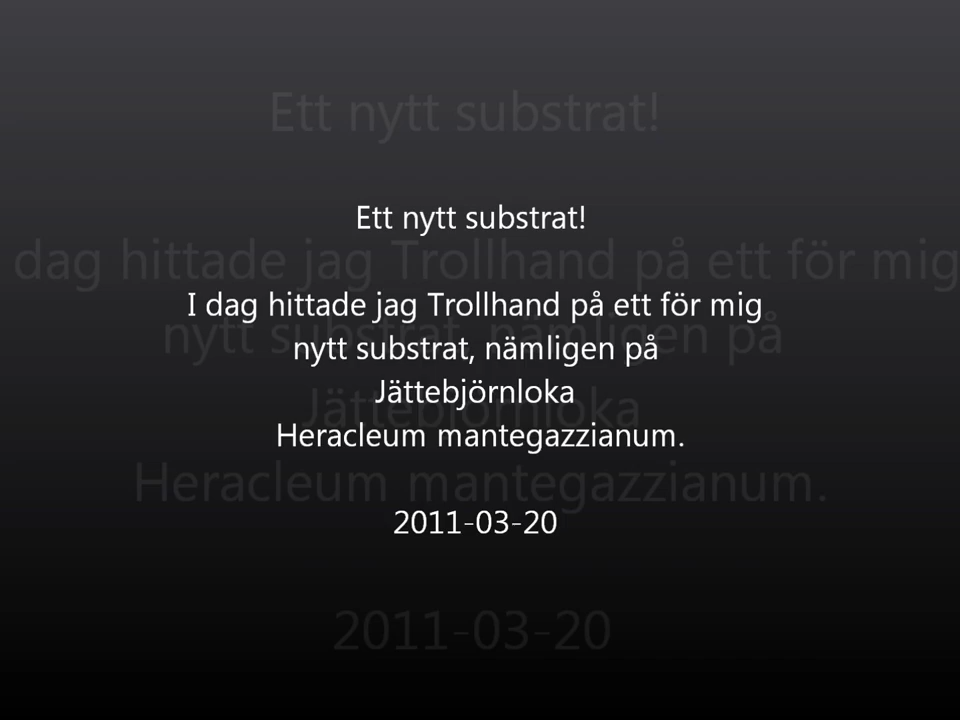 Ett nytt substrat!
I dag hittade jag Trollhand på ett för mig
nytt substrat, nämligen på
Jättebjörnloka
Heracleum mantegazzianum.
2011-03-20